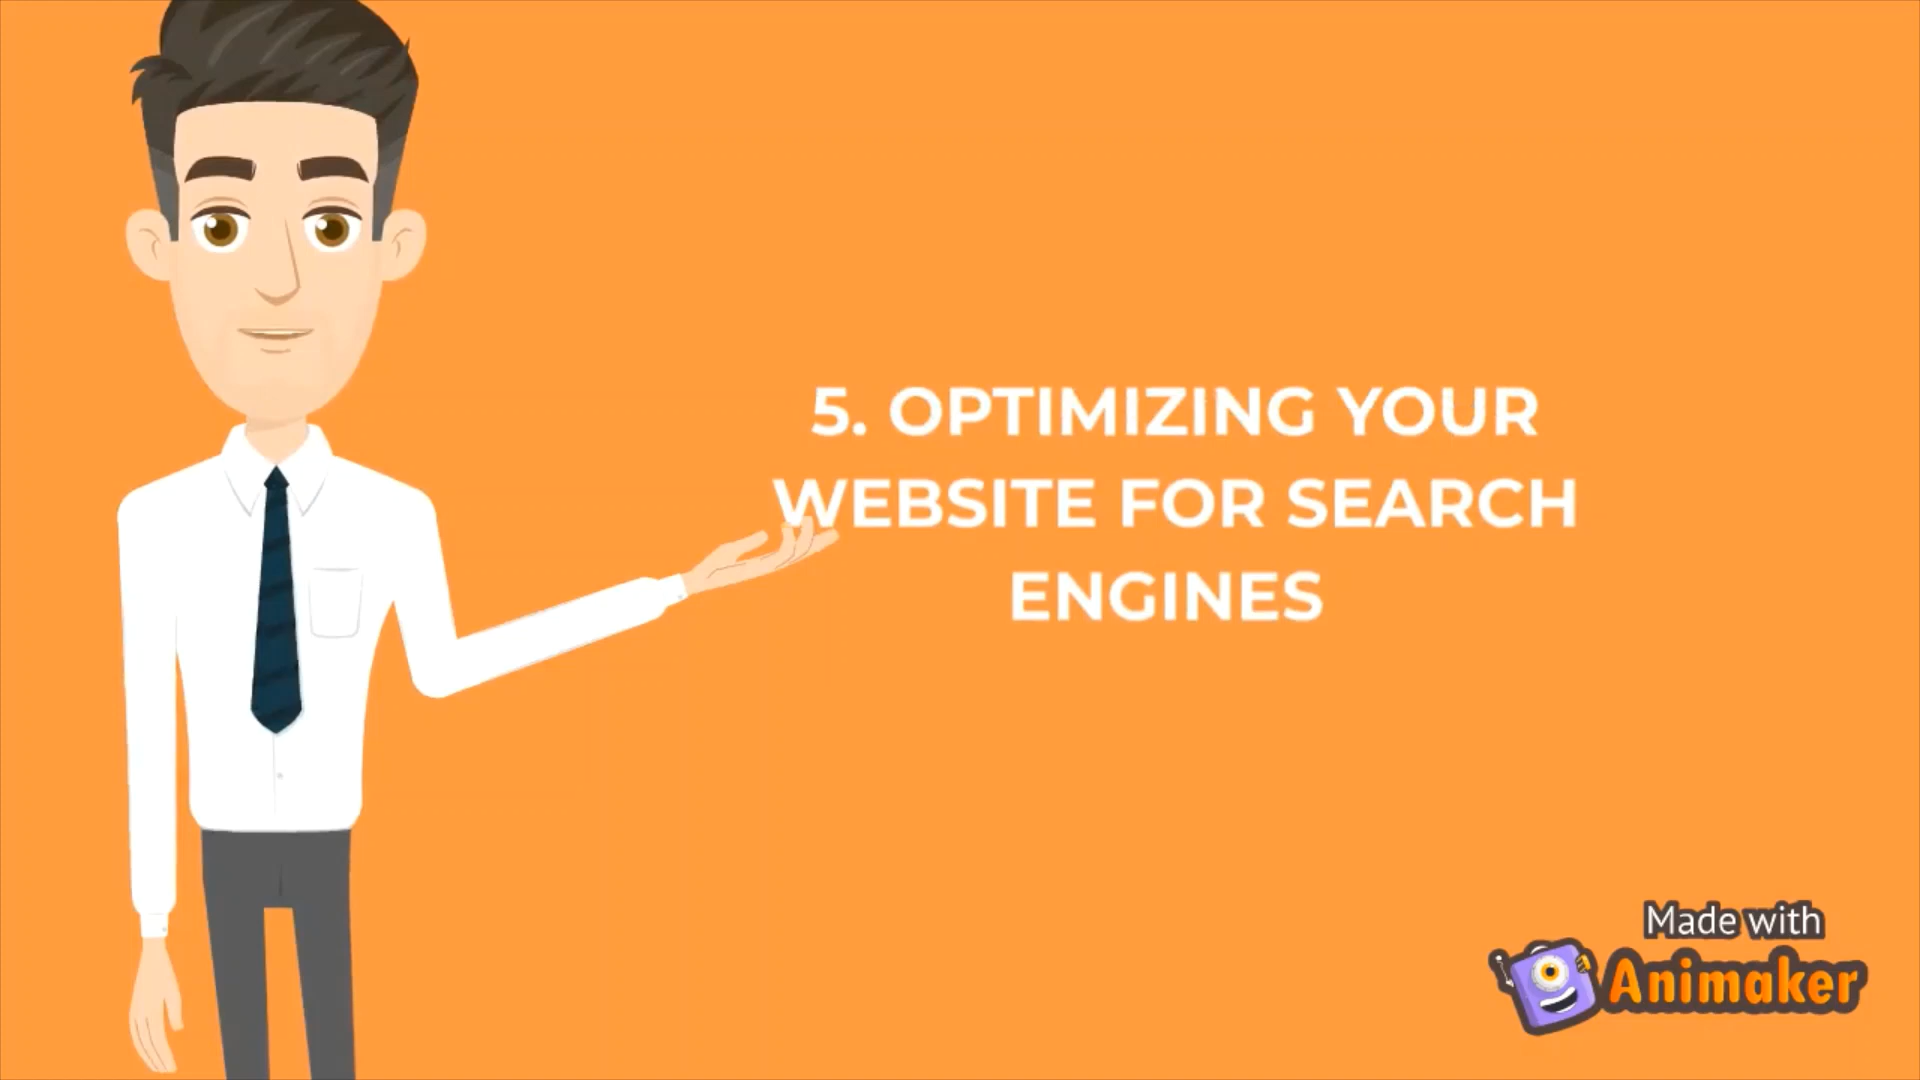 5. OPTIMIZING YOUR
WEBSITE FOR SEARCH
ENGINES
Made with
Animaker